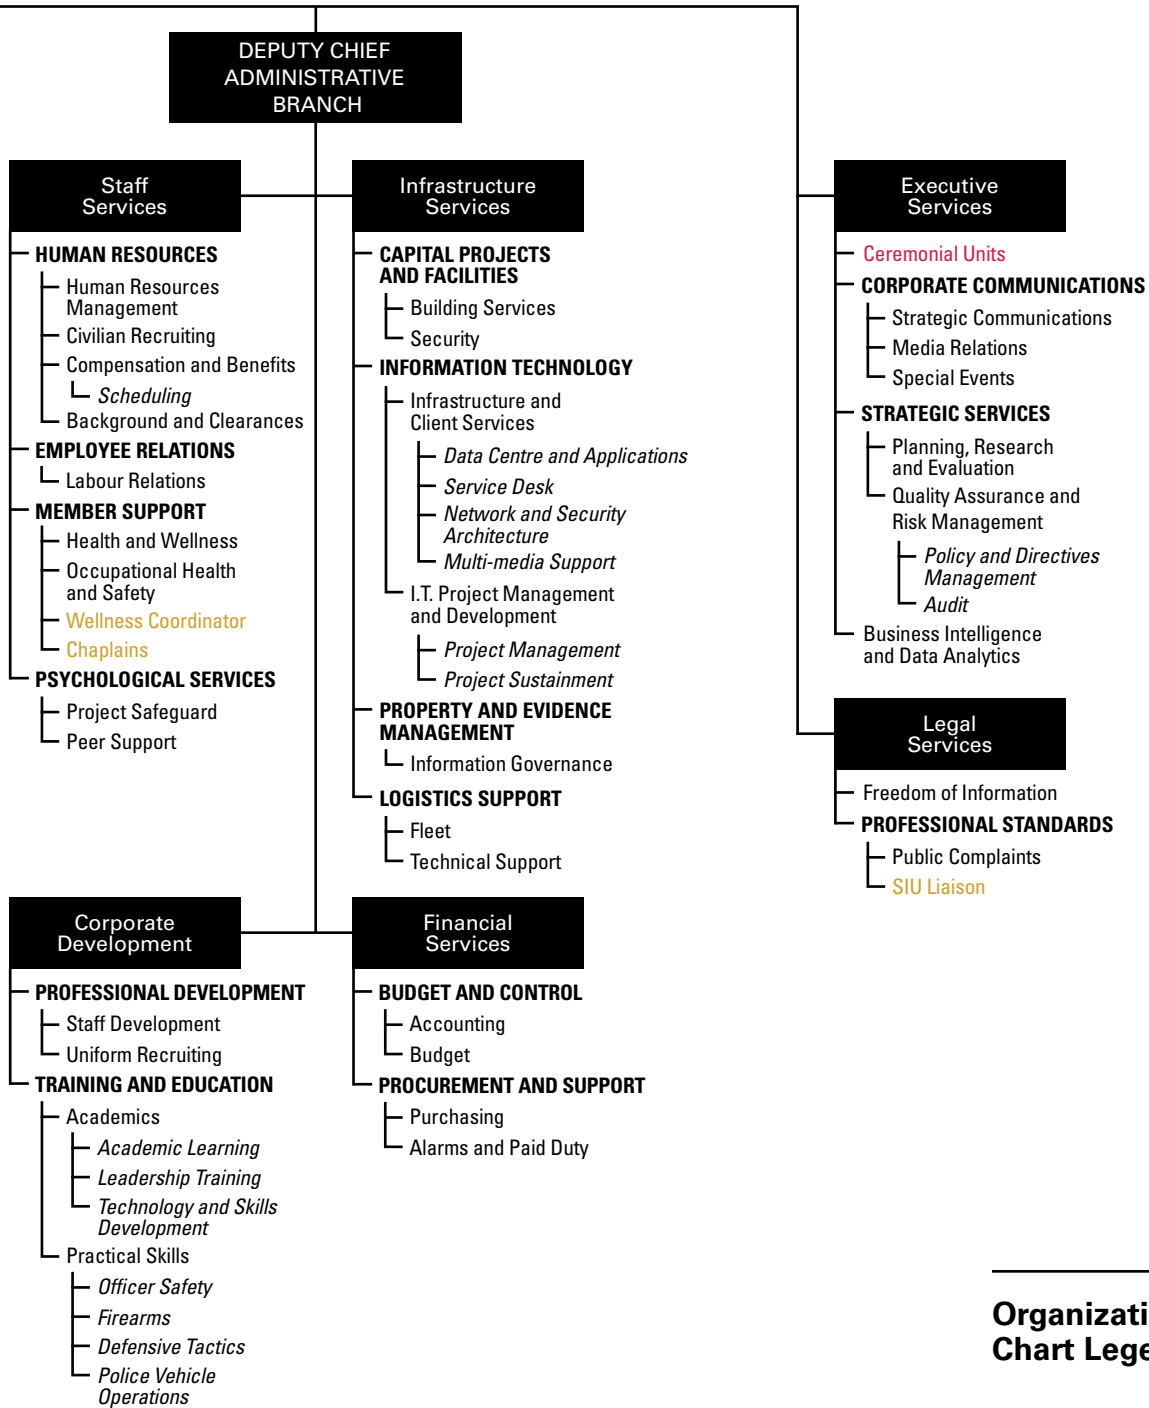 DEPUTY CHIEF
ADMINISTRATIVE
BRANCH
Staff
Services
HUMAN RESOURCES
Human Resources
Management
Civilian Recruiting
Compensation and Benefits
Scheduling
Background and Clearances
EMPLOYEE RELATIONS
Labour Relations
MEMBER SUPPORT
Health and Wellness
Occupational Health
and Safety
Wellness Coordinator
Chaplains
PSYCHOLOGICAL SERVICES
Project Safeguard
Peer Support
Infrastructure
Services
CAPITAL PROJECTS
AND FACILITIES
Building Services
Security
INFORMATION TECHNOLOGY
Infrastructure and
Client Services
Data Centre and Applications
Service Desk
Network and Security
Architecture
Multi-media Support
I.T. Project Management
and Development
Project Management
Project Sustainment
PROPERTY AND EVIDENCE
MANAGEMENT
Information Governance
LOGISTICS SUPPORT
Fleet
Technical Support
Executive
Services
Ceremonial Units
CORPORATE COMMUNICATIONS
Strategic Communications
Media Relations
Special Events
STRATEGIC SERVICES
Planning, Research
and Evaluation
Quality Assurance and
Risk Management
Policy and Directives
Management
Audit
Business Intelligence
and Data Analytics
Legal
Services
Freedom of Information
PROFESSIONAL STANDARDS
Public Complaints
SIU Liaison
Corporate
Development
PROFESSIONAL DEVELOPMENT
Staff Development
Uniform Recruiting
TRAINING AND EDUCATION
Academics
Academic Learning
Leadership Training
Technology and Skills
Development
Practical Skills
Officer Safety
Firearms
Defensive Tactics
Police Vehicle
Operations
Financial
Services
BUDGET AND CONTROL
Accounting
Budget
PROCUREMENT AND SUPPORT
Purchasing
Alarms and Paid Duty
Organizati
Chart Lege